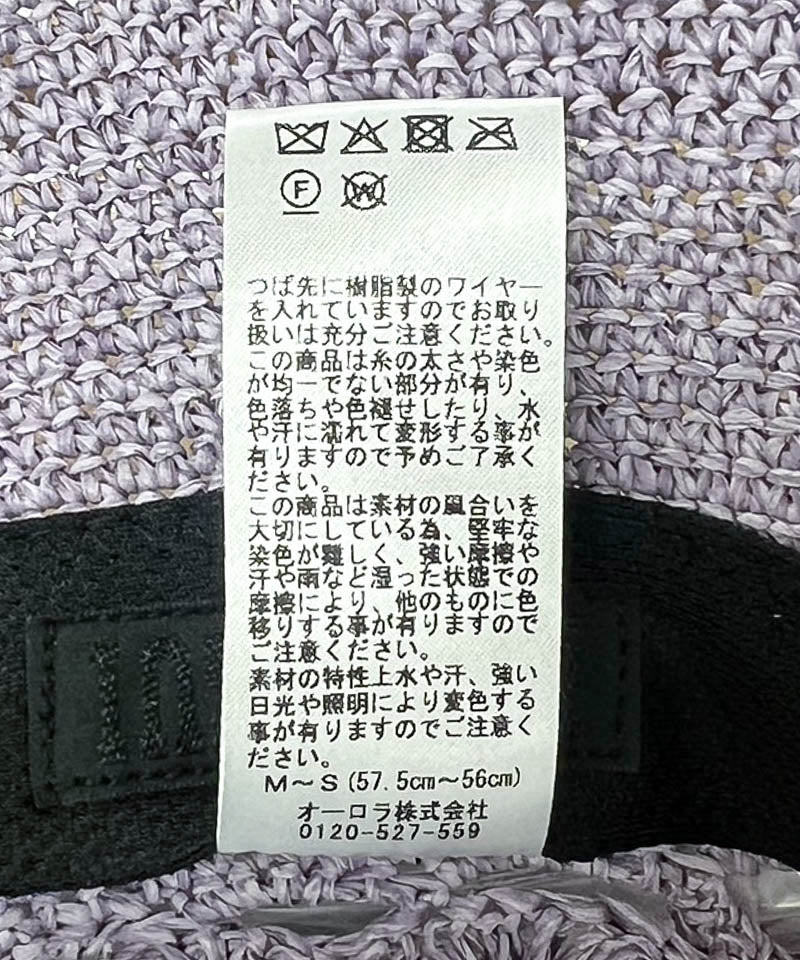 F W
つば先に樹脂製のワイヤー
を入れていますのでお取り
扱いは充分ご注意ください。
この商品は糸の太さや染色
が均一でない部分が有り、
色落ちや色褪せしたり、水
や汗に濡れて変形する事が
有りますので予めご了承く
ださい。
この商品は素材の風合いを
大切にしている為、堅牢な
染色が難しく、強い摩擦や
汗や雨など湿った状態での
摩擦により、他のものに色
移りする事が有りますので
ご注意ください。
素材の特性上水や汗、強い
日光や照明により変色する
事が有りますのでご注意く
ださい。
M～S(57.5cm～56cm)
オーロラ株式会社
0120-527-559